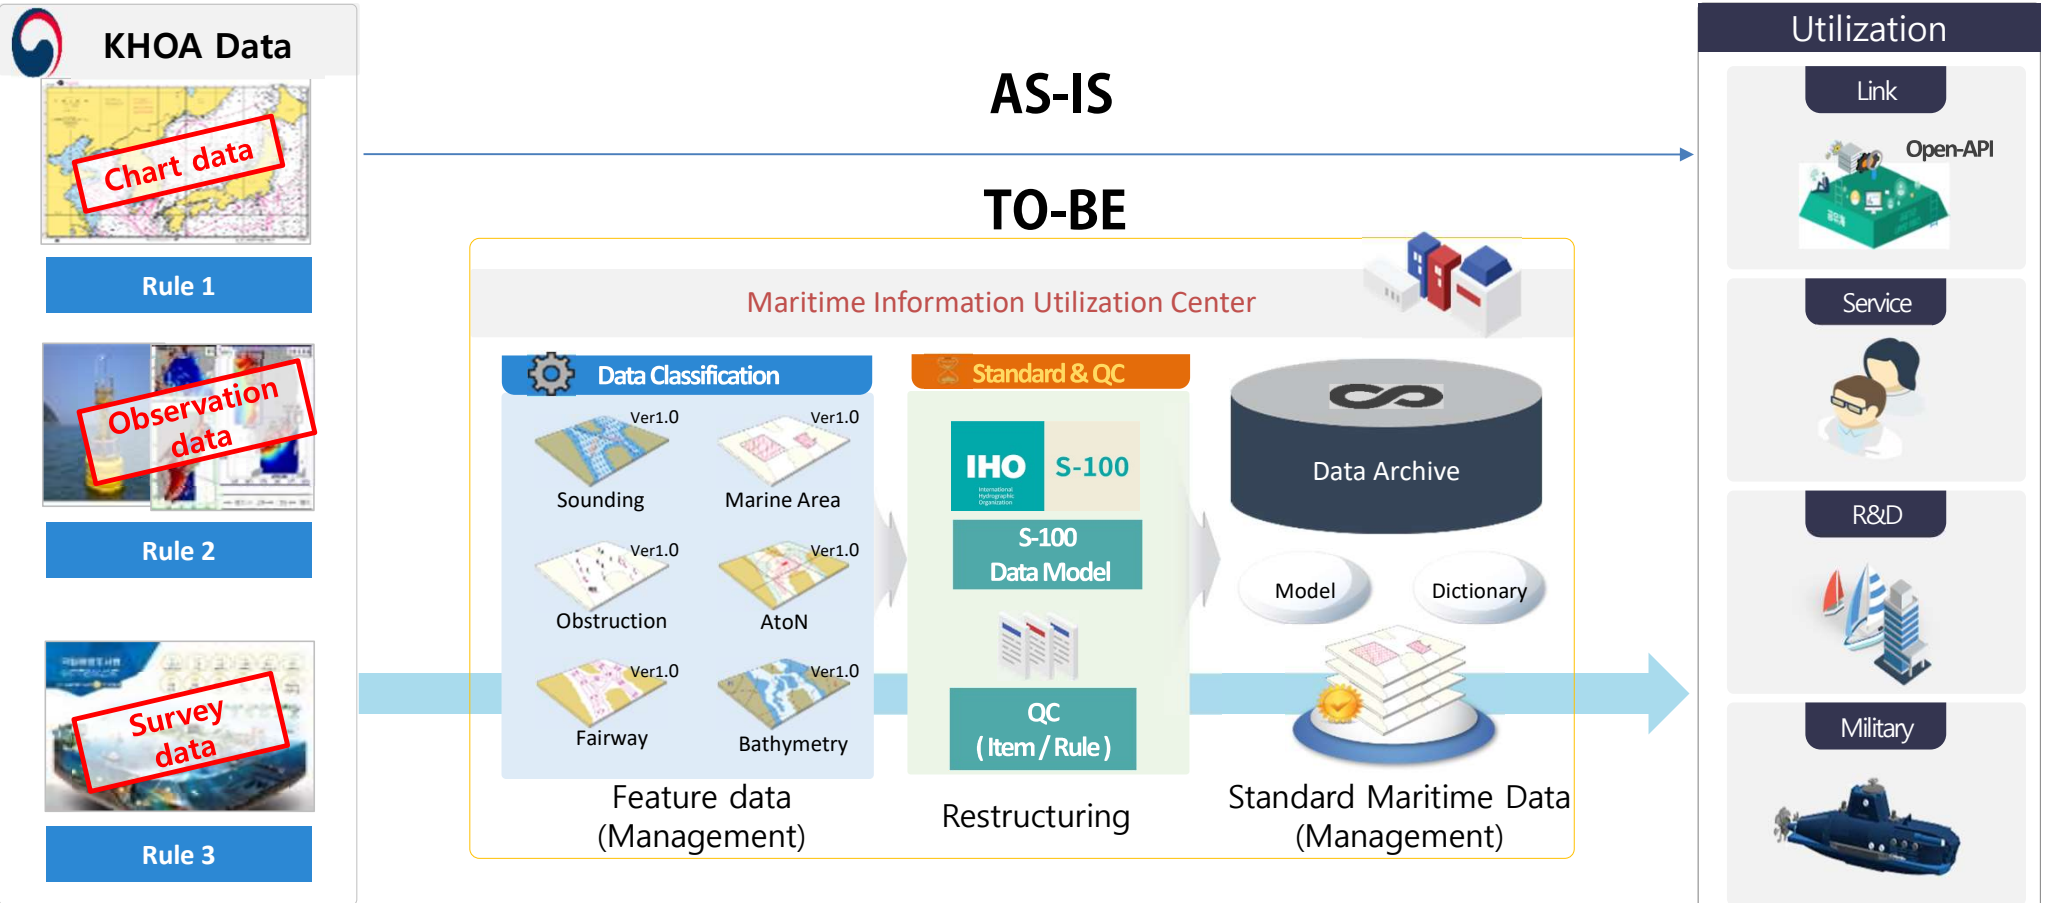 KHOA Data
Chart data
Rule 1
Observation
data
Rule 2
Survey
data
Rule 3
AS-IS
TO-BE
Maritime Information Utilization Center
Data Classification
Ver1.0
Ver1.0
Sounding
Marine Area
Ver1.0
Ver1.0
Obstruction
AtoN
Ver1.0
Ver1.0
Fairway
Bathymetry
Feature data
(Management)
Standard & QC
IHO
International
Hydrographic
Organization
S-100
S-100
Data Model
QC
( Item / Rule )
Restructuring
Data Archive
Model
Dictionary
Standard Maritime Data
(Management)
Utilization
Link
Open-API
Service
R&D
Military